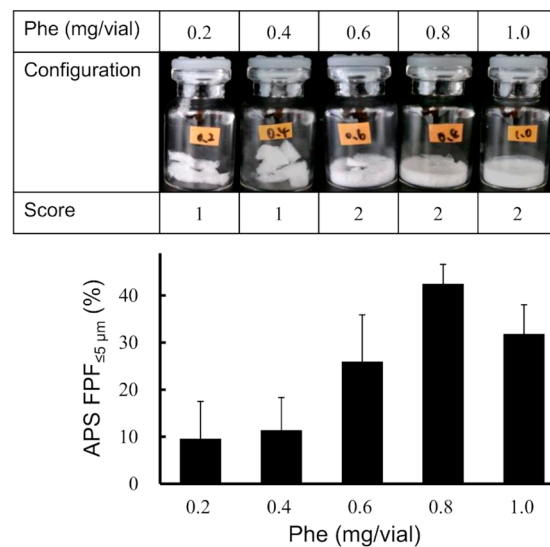 Phe (mg/vial) 0.2 0.4 0.6 0.8 1.0
Configuration
0.2 0.4 0.6 0.8 1.0
Score 1 1 2 2 2
APS FPF≤5 μm (%)
40
30
20
10
0
0.2 0.4 0.6 0.8 1.0
Phe (mg/vial)